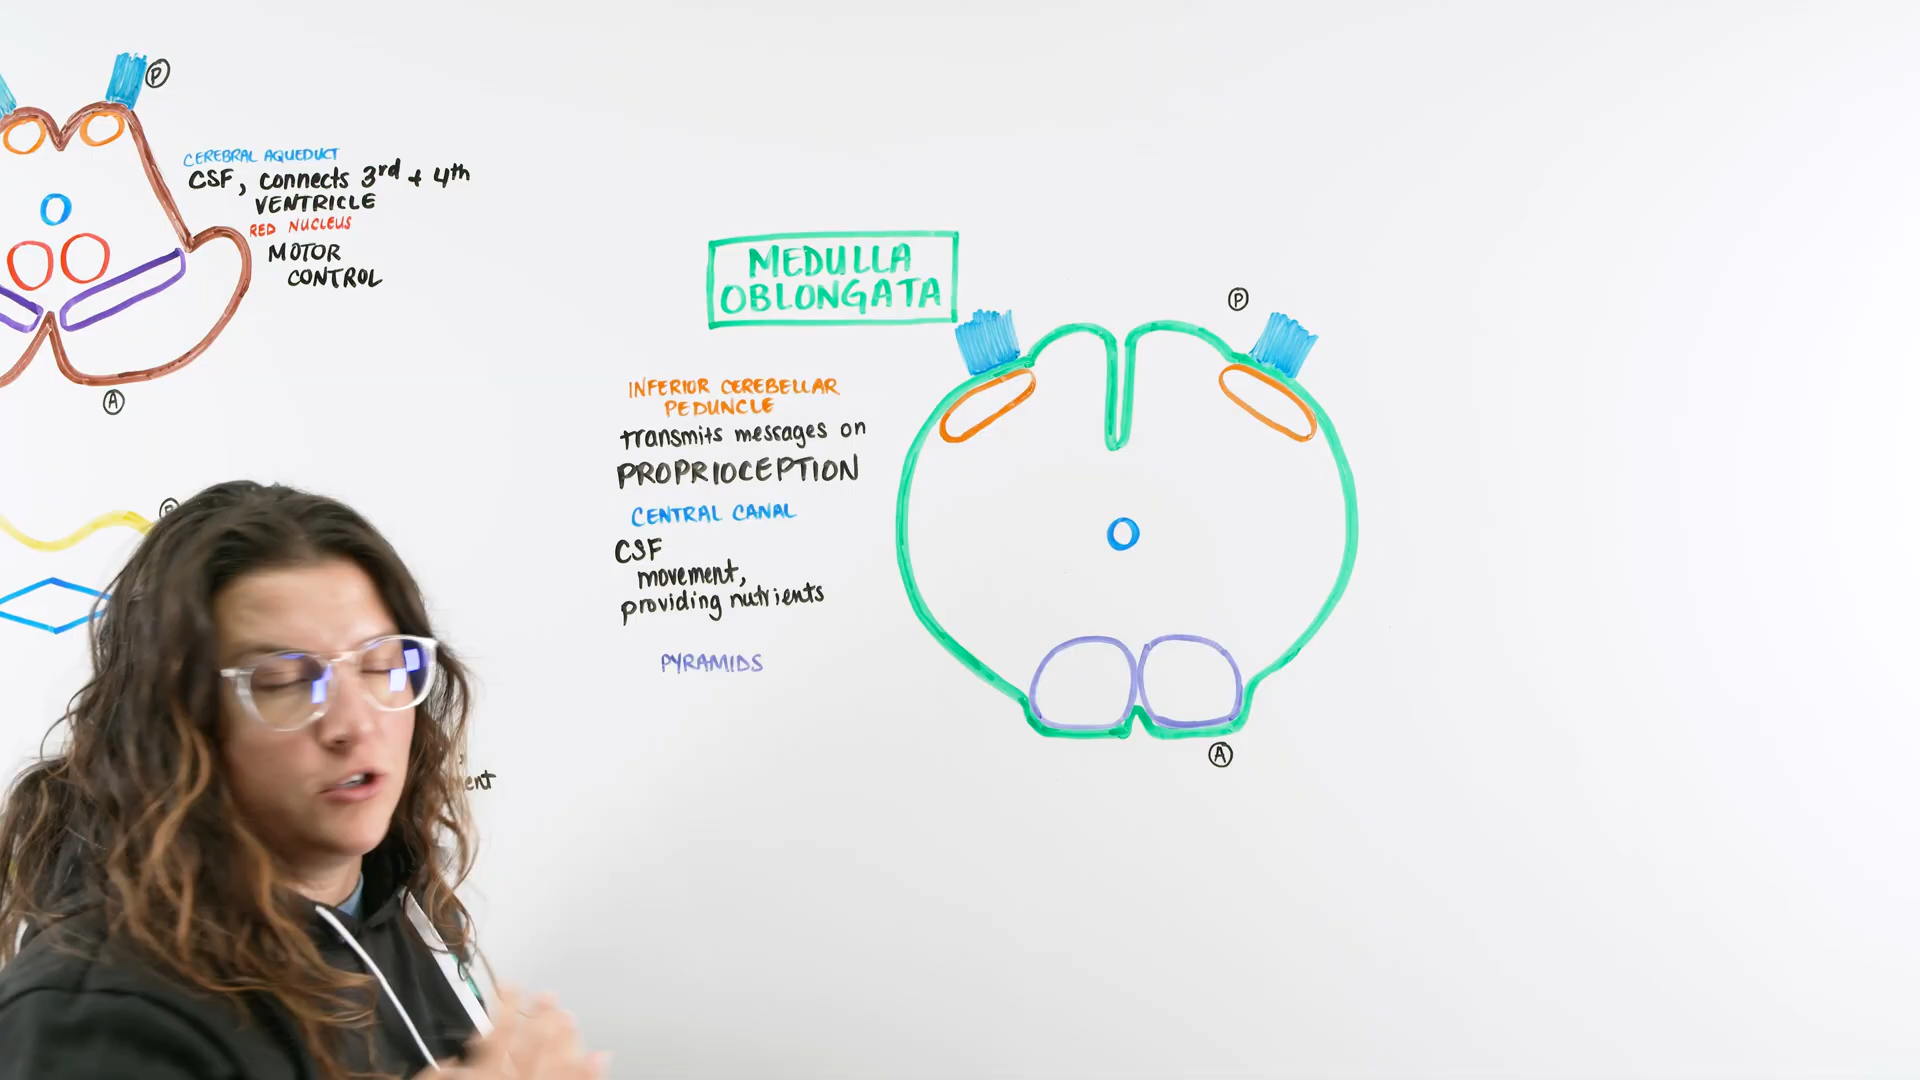 P
CEREBRAL AQUEDUCT
CSF, connects 3rd + 4th
VENTRICLE
RED NUCLEUS
MOTOR
CONTROL
A
MEDULLA
OBLONGATA
P
INFERIOR CEREBELLAR
PEDUNCLE
transmits messages on
PROPRIOCEPTION
CENTRAL CANAL
CSF
movement,
providing nutrients
PYRAMIDS
A